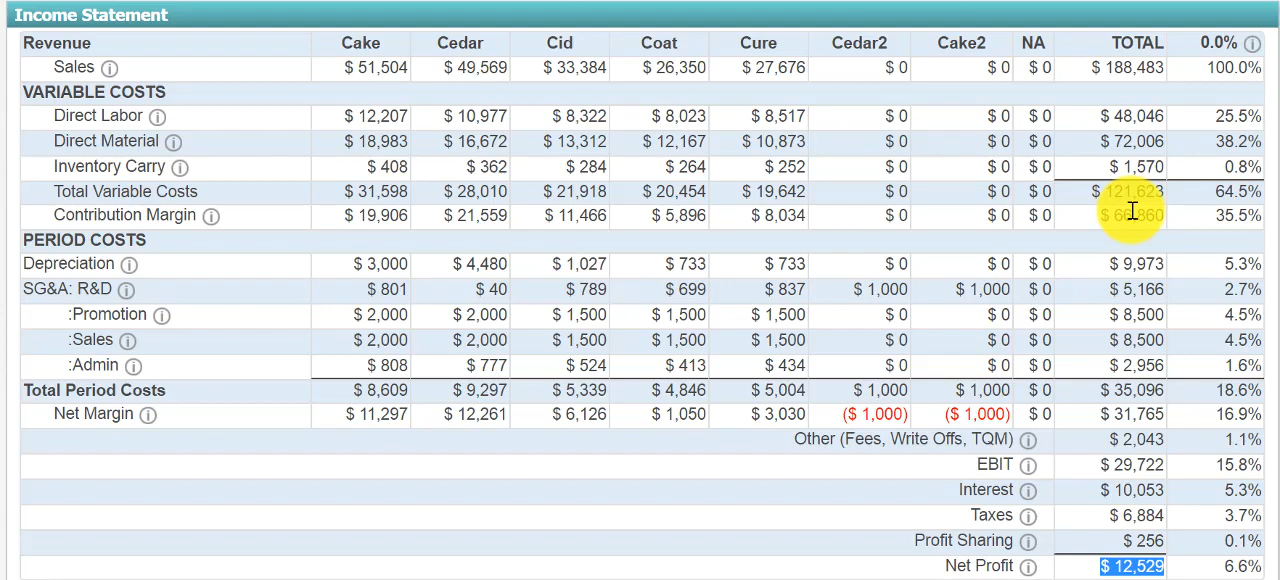 Income Statement
Revenue Cake Cedar Cid Coat Cure Cedar2 Cake2 NA TOTAL 0.0%
Sales $ 51,504 $ 49,569 $ 33,384 $ 26,350 $ 27,676 $ 0 $ 0 $ 0 $ 188,483 100.0%
VARIABLE COSTS
Direct Labor $ 12,207 $ 10,977 $ 8,322 $ 8,023 $ 8,517 $ 0 $ 0 $ 0 $ 48,046 25.5%
Direct Material $ 18,983 $ 16,672 $ 13,312 $ 12,167 $ 10,873 $ 0 $ 0 $ 0 $ 72,006 38.2%
Inventory Carry $ 408 $ 362 $ 284 $ 264 $ 252 $ 0 $ 0 $ 0 $ 1,570 0.8%
Total Variable Costs $ 31,598 $ 28,010 $ 21,918 $ 20,454 $ 19,642 $ 0 $ 0 $ 0 $ 121,623 64.5%
Contribution Margin $ 19,906 $ 21,559 $ 11,466 $ 5,896 $ 8,034 $ 0 $ 0 $ 0 $ 66,860 35.5%
PERIOD COSTS
Depreciation $ 3,000 $ 4,480 $ 1,027 $ 733 $ 733 $ 0 $ 0 $ 0 $ 9,973 5.3%
SG&A: R&D $ 801 $ 40 $ 789 $ 699 $ 837 $ 1,000 $ 1,000 $ 0 $ 5,166 2.7%
:Promotion $ 2,000 $ 2,000 $ 1,500 $ 1,500 $ 1,500 $ 0 $ 0 $ 0 $ 8,500 4.5%
:Sales $ 2,000 $ 2,000 $ 1,500 $ 1,500 $ 1,500 $ 0 $ 0 $ 0 $ 8,500 4.5%
:Admin $ 808 $ 777 $ 524 $ 413 $ 434 $ 0 $ 0 $ 0 $ 2,956 1.6%
Total Period Costs $ 8,609 $ 9,297 $ 5,339 $ 4,846 $ 5,004 $ 1,000 $ 1,000 $ 0 $ 35,096 18.6%
Net Margin $ 11,297 $ 12,261 $ 6,126 $ 1,050 $ 3,030 ($ 1,000) ($ 1,000) $ 0 $ 31,765 16.9%
Other (Fees, Write Offs, TQM) $ 2,043 1.1%
EBIT $ 29,722 15.8%
Interest $ 10,053 5.3%
Taxes $ 6,884 3.7%
Profit Sharing $ 256 0.1%
Net Profit $ 12,529 6.6%